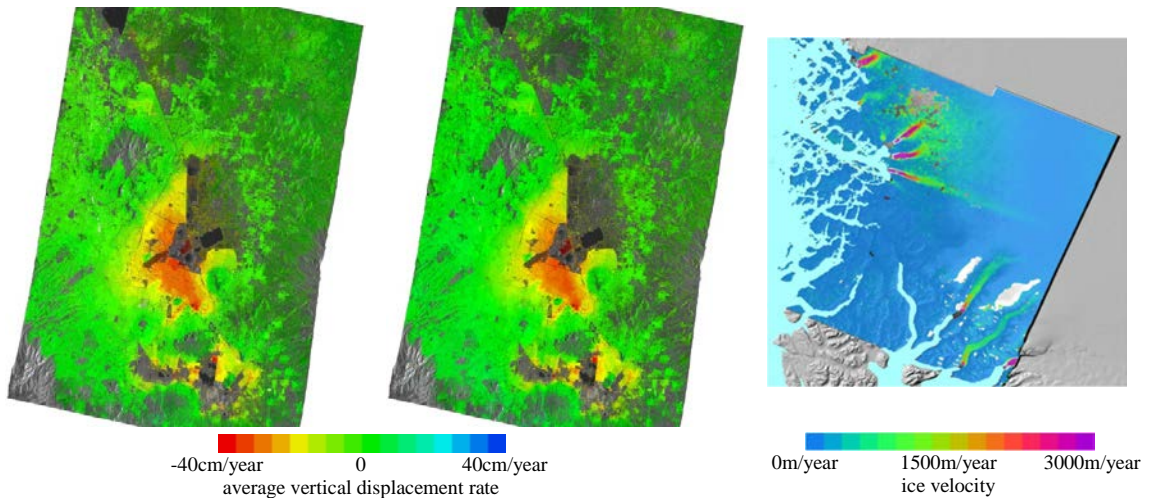 -40cm/year 0 40cm/year
average vertical displacement rate
0m/year 1500m/year 3000m/year
ice velocity